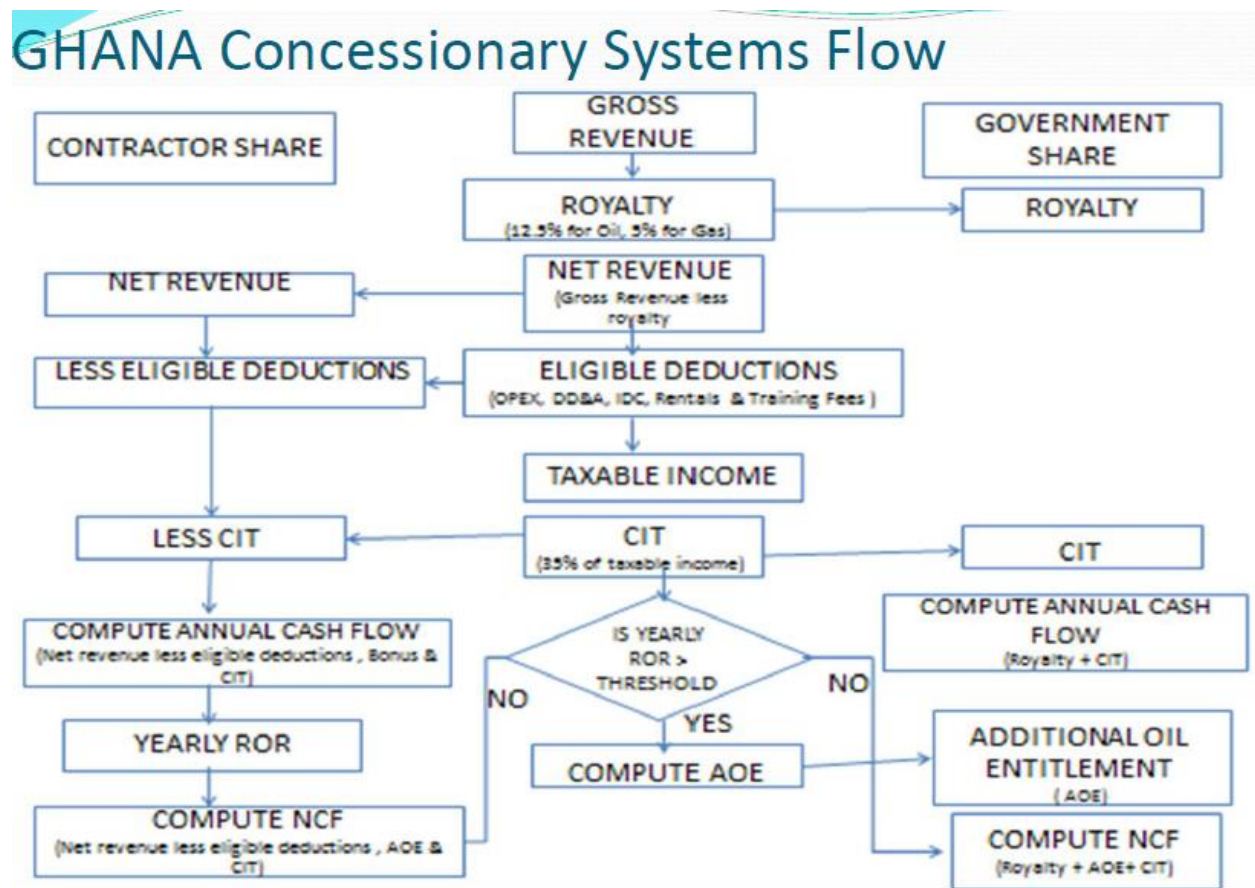 GHANA Concessionary Systems Flow
CONTRACTOR SHARE
GROSS
REVENUE
GOVERNMENT
SHARE
ROYALTY
(12.5% for Oil, 5% for Gas)
ROYALTY
NET REVENUE
NET REVENUE
(Gross Revenue less
royalty
LESS ELIGIBLE DEDUCTIONS
ELIGIBLE DEDUCTIONS
(OPEX, DD&A, IDC, Rentals & Training Fees )
TAXABLE INCOME
LESS CIT
CIT
(35% of taxable income)
CIT
COMPUTE ANNUAL CASH FLOW
(Net revenue less eligible deductions , Bonus &
CIT)
IS YEARLY
ROR >
THRESHOLD
COMPUTE ANNUAL CASH
FLOW
(Royalty + CIT)
NO
NO
YES
YEARLY ROR
COMPUTE AOE
ADDITIONAL OIL
ENTITLEMENT
( AOE)
COMPUTE NCF
(Net revenue less eligible deductions , AOE &
CIT)
COMPUTE NCF
(Royalty + AOE+ CIT)